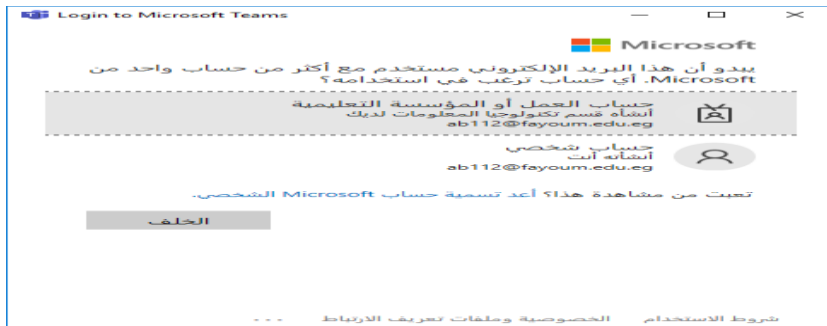 Login to Microsoft Teams
Microsoft
يبدو أن هذا البريد الإلكتروني مستخدم مع أكثر من حساب واحد من
Microsoft. أي حساب ترغب في استخدامه؟
حساب العمل أو المؤسسة التعليمية
أنشأه قسم تكنولوجيا المعلومات لديك
ab112@fayoum.edu.eg
حساب شخصي
أنشأته أنت
ab112@fayoum.edu.eg
تعبت من مشاهدة هذا؟ أعد تسمية حساب Microsoft الشخصي.
الخلف
شروط الاستخدام الخصوصية وملفات تعريف الارتباط ...